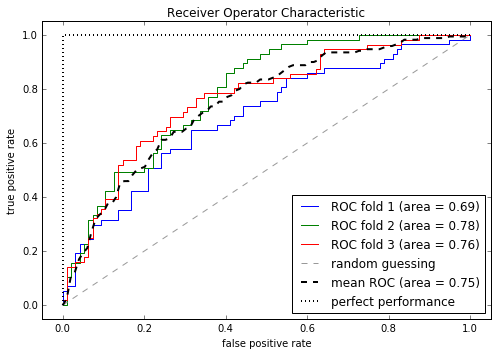 Receiver Operator Characteristic
true positive rate
1.0
0.8
0.6
0.4
0.2
0.0
ROC fold 1 (area = 0.69)
ROC fold 2 (area = 0.78)
ROC fold 3 (area = 0.76)
random guessing
mean ROC (area = 0.75)
perfect performance
0.0 0.2 0.4 0.6 0.8 1.0
false positive rate